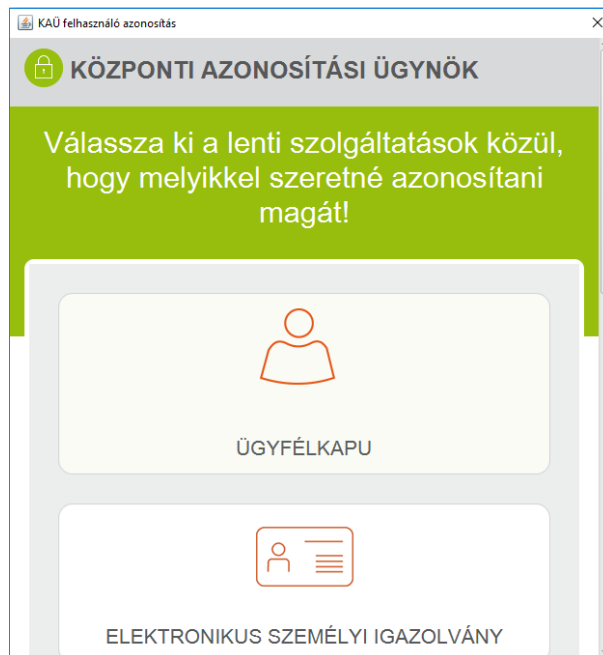 KAÜ felhasználó azonosítás
KÖZPONTI AZONOSÍTÁSI ÜGYNÖK
Válassza ki a lenti szolgáltatások közül,
hogy melyikkel szeretné azonosítani
magát!
ÜGYFÉLKAPU
ELEKTRONIKUS SZEMÉLYI IGAZOLVÁNY